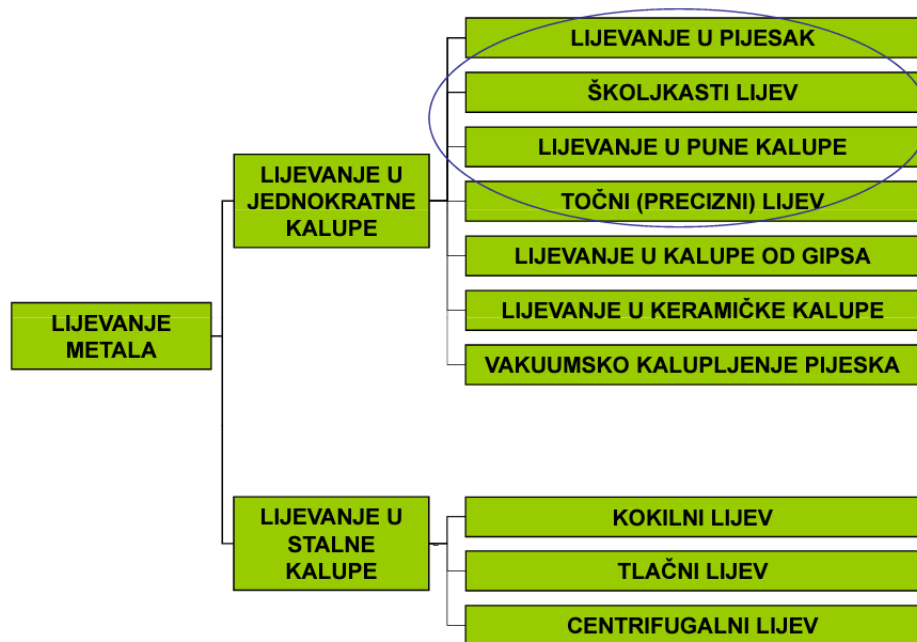 LIJEVANJE U PIJESAK
ŠKOLJKASTI LIJEV
LIJEVANJE U PUNE KALUPE
LIJEVANJE U
JEDNOKRATNE
KALUPE
TOČNI (PRECIZNI) LIJEV
LIJEVANJE U KALUPE OD GIPSA
LIJEVANJE U KERAMIČKE KALUPE
LIJEVANJE
METALA
VAKUUMSKO KALUPLJENJE PIJESKA
LIJEVANJE U
STALNE
KALUPE
KOKILNI LIJEV
TLAČNI LIJEV
CENTRIFUGALNI LIJEV